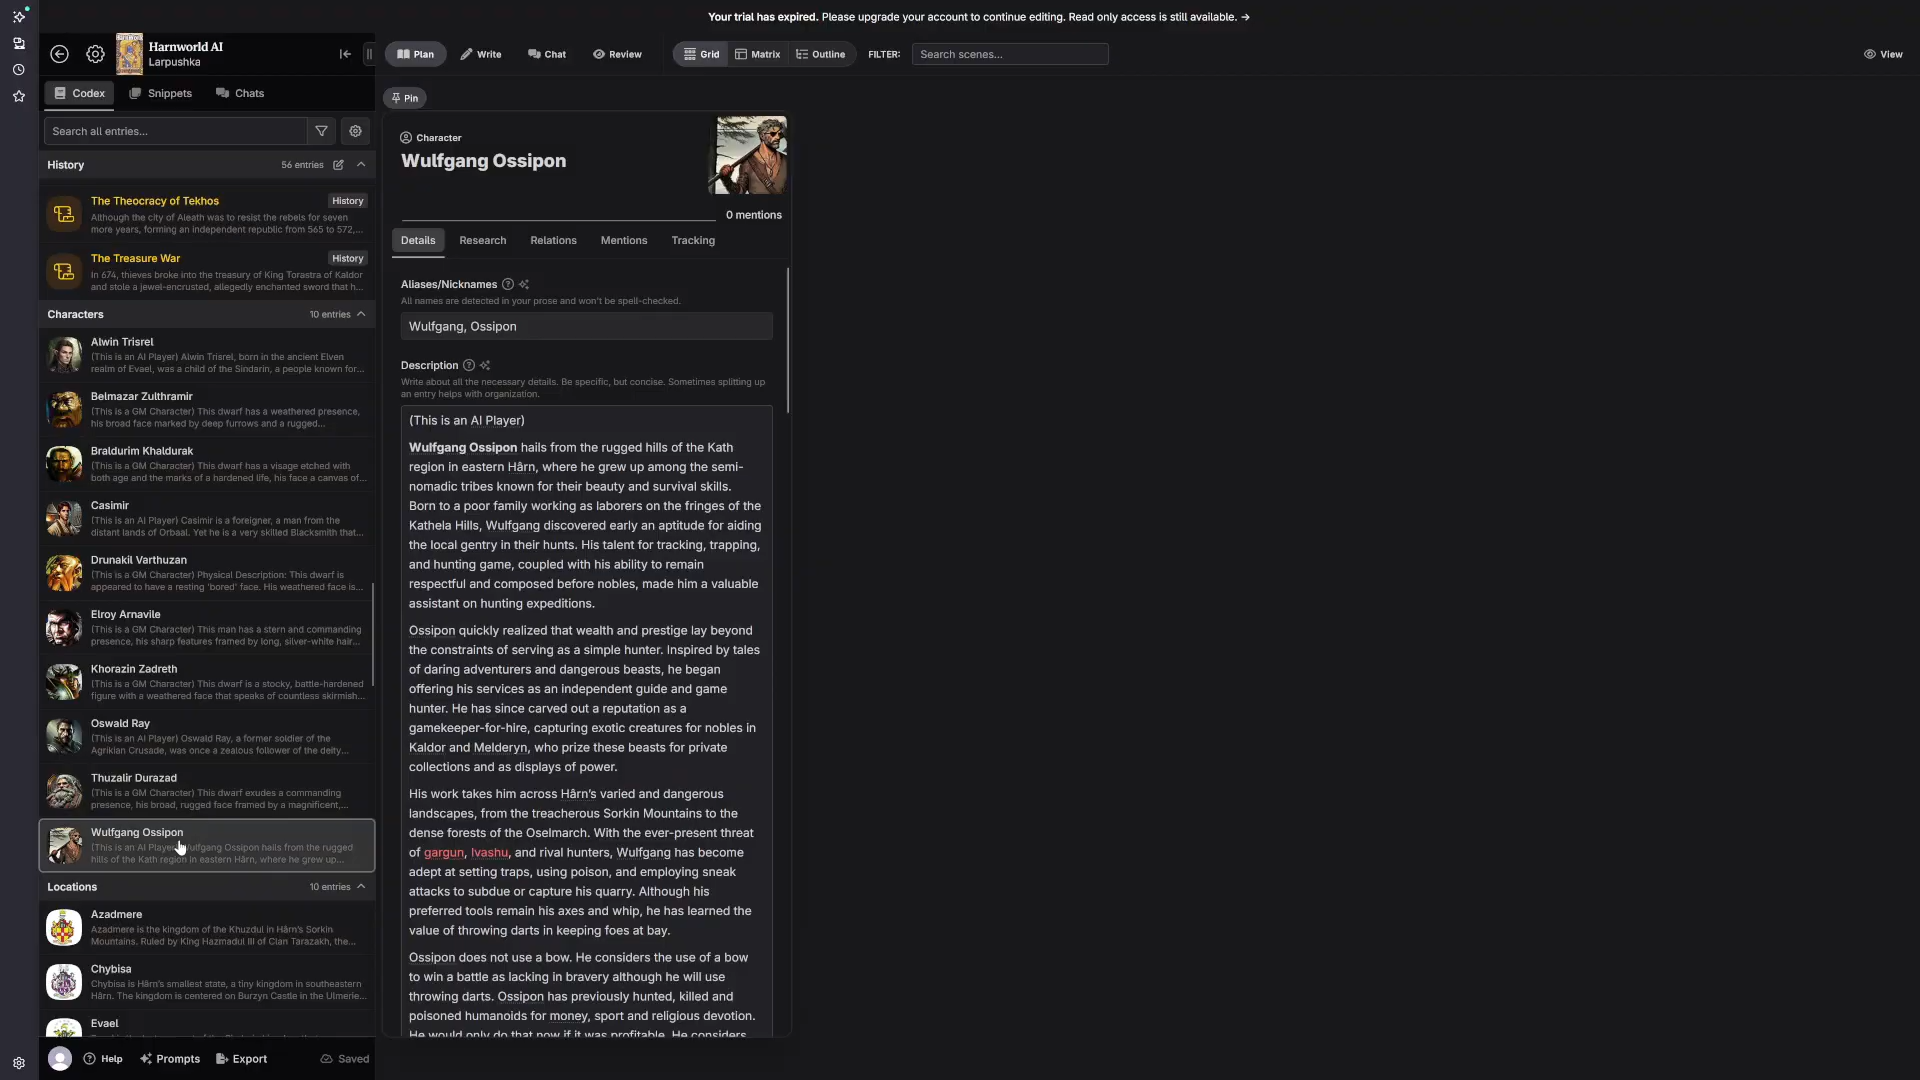 Your trial has expired. Please upgrade your account to continue editing. Read only access is still available. →
Harnworld AI
Larpushka
Plan
Write
Chat
Review
Grid
Matrix
Outline
FILTER:
Search scenes...
View
Codex
Snippets
Chats
Search all entries...
History
56 entries
The Theocracy of Tekhos
History
Although the city of Aleath was to resist the rebels for seven
more years, forming an independent republic from 565 to 572,...
The Treasure War
History
In 674, thieves broke into the treasury of King Torastra of Kaldor
and stole a jewel-encrusted, allegedly enchanted sword that h...
Characters
10 entries
Alwin Trisrel
(This is an AI Player) Alwin Trisrel, born in the ancient Elven
realm of Evael, was a child of the Sindarin, a people known for...
Belmazar Zulthramir
(This is a GM Character) This dwarf has a weathered presence,
his broad face marked by deep furrows and a rugged...
Braldurim Khaldurak
(This is a GM Character) This dwarf has a visage etched with
both age and the marks of a hardened life, his face a canvas of...
Casimir
(This is an AI Player) Casimir is a foreigner, a man from the
distant lands of Orbaal. Yet he is a very skilled Blacksmith that...
Drunakil Varthuzan
(This is a GM Character) Physical Description: This dwarf is
appeared to have a resting 'bored' face. His weathered face is...
Elroy Arnavile
(This is a GM Character) This man has a stern and commanding
presence, his sharp features framed by long, silver-white hair...
Khorazin Zadreth
(This is a GM Character) This dwarf is a stocky, battle-hardened
figure with a weathered face that speaks of countless skirmish...
Oswald Ray
(This is an AI Player) Oswald Ray, a former soldier of the
Agrikian Crusade, was once a zealous follower of the deity...
Thuzalir Durazad
(This is a GM Character) This dwarf exudes a commanding
presence, his broad, rugged face framed by a magnificent,...
Wulfgang Ossipon
(This is an AI Player) Wulfgang Ossipon hails from the rugged
hills of the Kath region in eastern Hârn, where he grew up...
Locations
10 entries
Azadmere
Azadmere is the kingdom of the Khuzdul in Hârn's Sorkin
Mountains. Ruled by King Hazmadul III of Clan Tarazakh, the...
Chybisa
Chybisa is Hârn's smallest state, a tiny kingdom in southeastern
Hârn. The kingdom is centered on Burzyn Castle in the Ulmerie...
Evael
Help
Prompts
Export
Saved
Pin
Character
Wulfgang Ossipon
0 mentions
Details
Research
Relations
Mentions
Tracking
Aliases/Nicknames
All names are detected in your prose and won't be spell-checked.
Wulfgang, Ossipon
Description
Write about all the necessary details. Be specific, but concise. Sometimes splitting up
an entry helps with organization.
(This is an AI Player)
Wulfgang Ossipon hails from the rugged hills of the Kath
region in eastern Hârn, where he grew up among the semi-
nomadic tribes known for their beauty and survival skills.
Born to a poor family working as laborers on the fringes of the
Kathela Hills, Wulfgang discovered early an aptitude for aiding
the local gentry in their hunts. His talent for tracking, trapping,
and hunting game, coupled with his ability to remain
respectful and composed before nobles, made him a valuable
assistant on hunting expeditions.
Ossipon quickly realized that wealth and prestige lay beyond
the constraints of serving as a simple hunter. Inspired by tales
of daring adventurers and dangerous beasts, he began
offering his services as an independent guide and game
hunter. He has since carved out a reputation as a
gamekeeper-for-hire, capturing exotic creatures for nobles in
Kaldor and Melderyn, who prize these beasts for private
collections and as displays of power.
His work takes him across Hârn's varied and dangerous
landscapes, from the treacherous Sorkin Mountains to the
dense forests of the Oselmarch. With the ever-present threat
of gargun, Ivashu, and rival hunters, Wulfgang has become
adept at setting traps, using poison, and employing sneak
attacks to subdue or capture his quarry. Although his
preferred tools remain his axes and whip, he has learned the
value of throwing darts in keeping foes at bay.
Ossipon does not use a bow. He considers the use of a bow
to win a battle as lacking in bravery although he will use
throwing darts. Ossipon has previously hunted, killed and
poisoned humanoids for money, sport and religious devotion.
He would only do that now if it was profitable. He considers